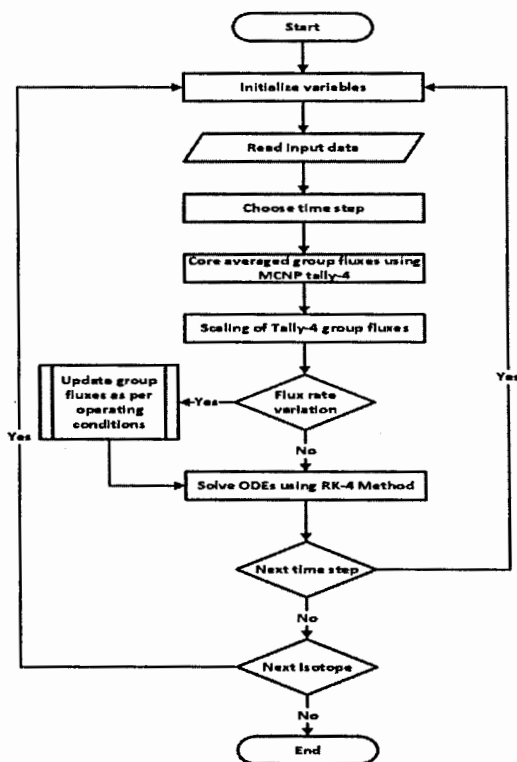 Start
Initialize variables
Read input data
Choose time step
Core averaged group fluxes using
MCNP tally-4
Scaling of Tally-4 group fluxes
Update group
fluxes as per
operating
conditions
Yes
Flux rate
variation
Yes
Yes
No
Solve ODEs using RK-4 Method
Next time step
No
Next Isotope
No
End